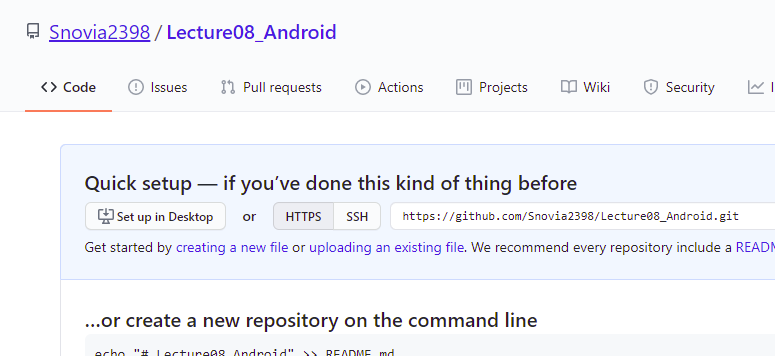 Snovia2398 / Lecture08_Android
<> Code Issues Pull requests Actions Projects Wiki Security
Quick setup — if you've done this kind of thing before
Set up in Desktop or HTTPS SSH https://github.com/Snovia2398/Lecture08_Android.git
Get started by creating a new file or uploading an existing file. We recommend every repository include a READM
...or create a new repository on the command line
echo "# Lecture08_Android" >> README.md